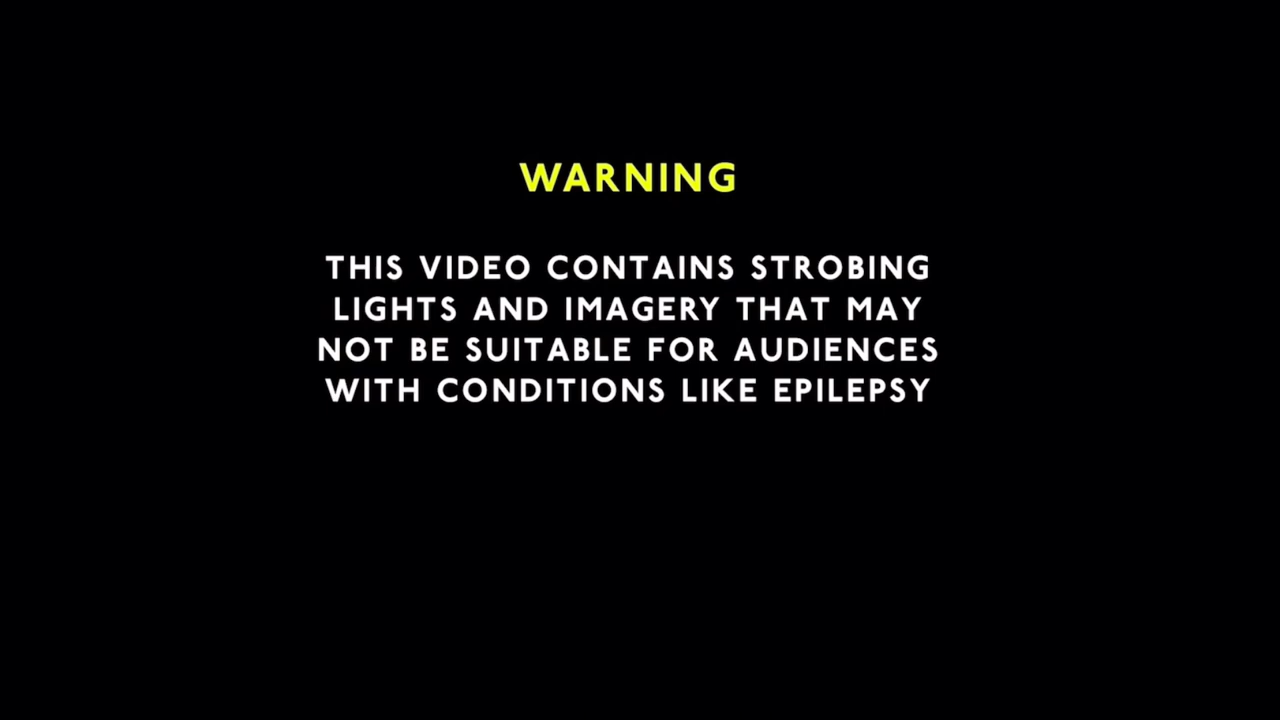 WARNING
THIS VIDEO CONTAINS STROBING
LIGHTS AND IMAGERY THAT MAY
NOT BE SUITABLE FOR AUDIENCES
WITH CONDITIONS LIKE EPILEPSY